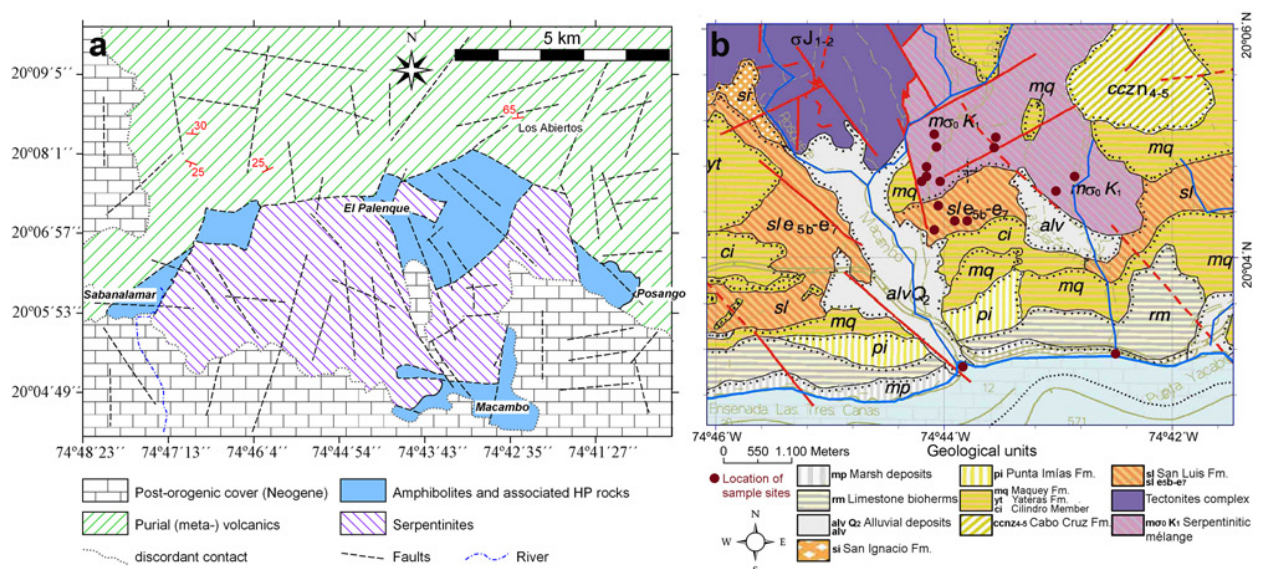 a
N
5 km
20°09´5´´
20°08´1´´
20°06´57´´
20°05´53´´
20°04´49´´
30
25
25
65
Los Abiertos
El Palenque
Sabanalamar
Posango
Macambo
74°48´23´´ 74°47´13´´ 74°46´4´´ 74°44´54´´ 74°43´43´´ 74°42´35´´ 74°41´27´´
Post-orogenic cover (Neogene)
Amphibolites and associated HP rocks
Purial (meta-) volcanics
Serpentinites
discordant contact
Faults
River
b
σJ1-2
si
cczn4-5
mq
mσ0 K1
mq
yt
mq
mσ0 K1
sl
sl e5b-e7
sl e5b-e7
alv
ci
ci
Macambo
mq
mq
mq
alvQ2
sl
pi
rm
mq
pi
mp
12
571
Ensenada Las Tres Canas
20°06´N
20°04´
74°46´W 74°44´ 74°42´
0 550 1.100 Meters
Geological units
Location of
sample sites
N
W E
S
mp Marsh deposits
rm Limestone bioherms
alv Q2 Alluvial deposits
alv
si San Ignacio Fm.
pi Punta Imías Fm.
mq Maquey Fm.
yt Yateras Fm.
ci Cilindro Member
ccnz4-5 Cabo Cruz Fm.
sl San Luis Fm.
sl e5b-e7
Tectonites complex
mσ0 K1 Serpentinitic
mélange